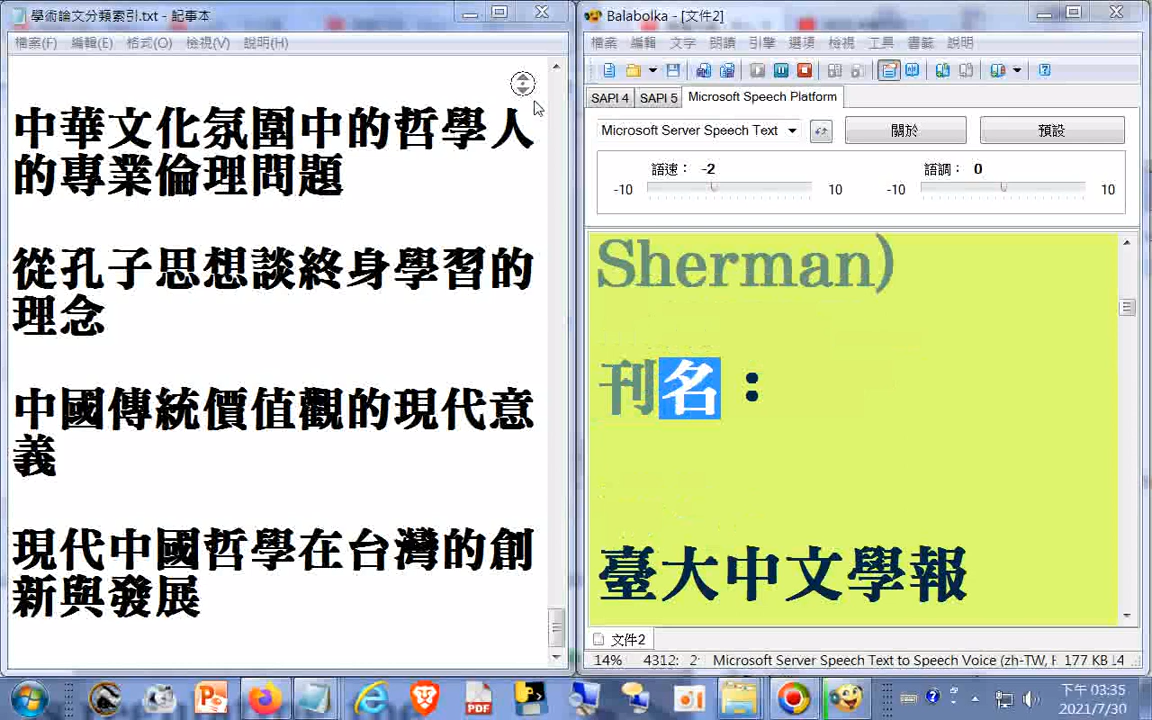 學術論文分類索引.txt - 記事本
檔案(F) 編輯(E) 格式(O) 檢視(V) 說明(H)
中華文化氛圍中的哲學人
的專業倫理問題
從孔子思想談終身學習的
理念
中國傳統價值觀的現代意
義
現代中國哲學在台灣的創
新與發展
Balabolka - [文件2]
檔案 編輯 文字 朗讀 引擎 選項 檢視 工具 書籤 說明
SAPI 4 SAPI 5 Microsoft Speech Platform
Microsoft Server Speech Text 關於 預設
語速： -2 語調： 0
-10 10 -10 10
Sherman)
刊名：
臺大中文學報
文件2
14% 4312: 2 Microsoft Server Speech Text to Speech Voice (zh-TW, 177 KB
PDF
下午 03:35
2021/7/30